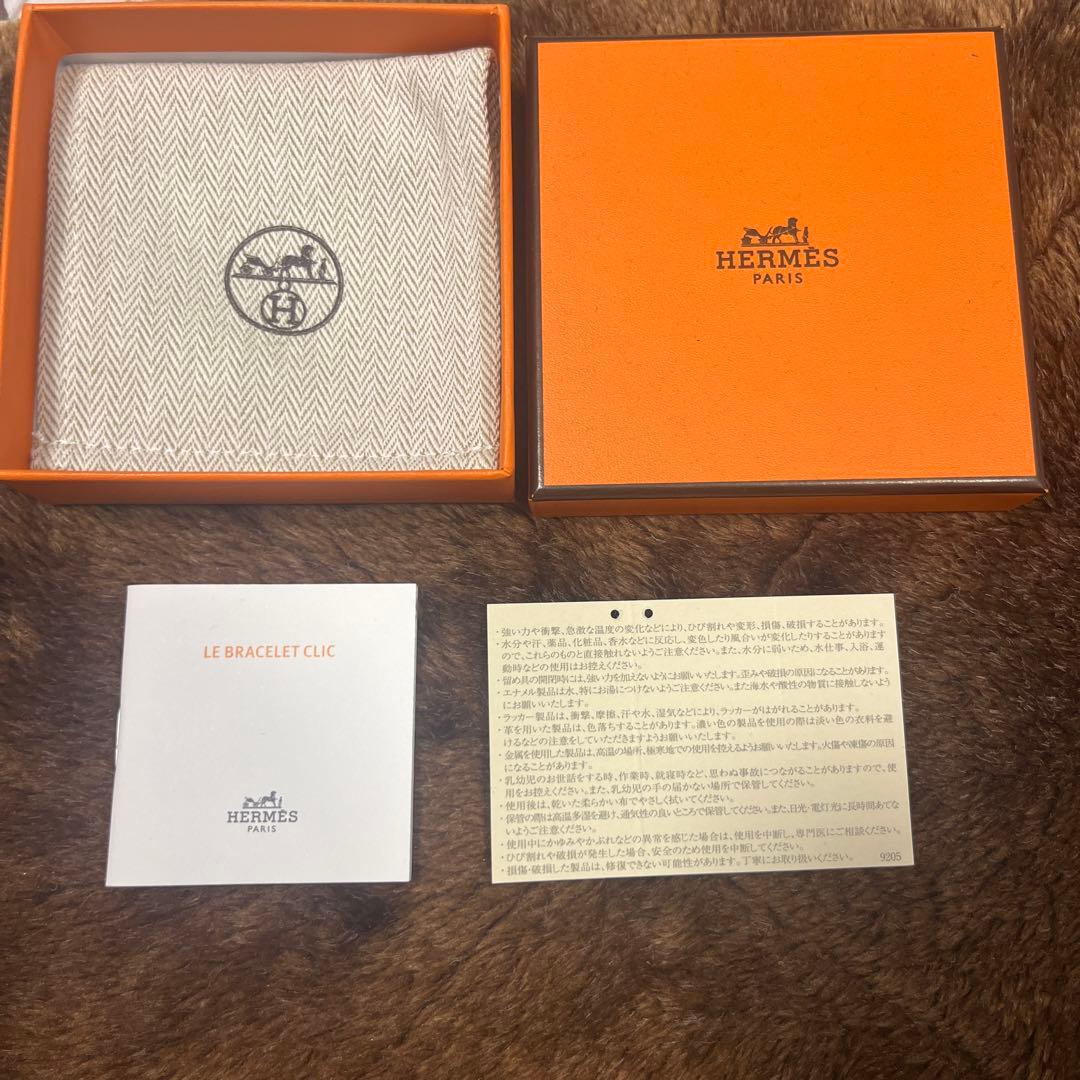 H
HERMÈS
PARIS
LE BRACELET CLIC
HERMÈS
PARIS
・強い力や衝撃、急激な温度の変化などにより、ひび割れや変形、損傷、破損することがあります。
・水分や汗、薬品、化粧品、香水などに反応し、変色したり風合いが変化したりすることがあります
ので、これらのものと直接触れないようご注意ください。また、水分に弱いため、水仕事、入浴、運
動時などの使用はお控えください。
・留め具の開閉時には、強い力を加えないようにお願いいたします。歪みや破損の原因になることがあります。
・エナメル製品は水、特にお湯につけないようご注意ください。また海水や酸性の物質に接触しないよう
にお願いいたします。
・ラッカー製品は、衝撃、摩擦、汗や水、湿気などにより、ラッカーがはがれることがあります。
・革を用いた製品は、色落ちすることがあります。濃い色の製品を使用の際は淡い色の衣料を避
けるなどの注意をしていただきますようお願いいたします。
・金属を使用した製品は、高温の場所、極寒地での使用を控えるようお願いいたします。火傷や凍傷の原因
になることがあります。
・乳幼児のお世話をする時、作業時、就寝時など、思わぬ事故につながることがありますので、使
用をお控えください。また、乳幼児の手の届かない場所で保管してください。
・使用後は、乾いた柔らかい布でやさしく拭いてください。
・保管の際は高温多湿を避け、通気性の良いところで保管してください。また、日光・電灯光に長時間あてな
いようご注意ください。
・使用中にかゆみやかぶれなどの異常を感じた場合は、使用を中断し、専門医にご相談ください。
・ひび割れや破損が発生した場合、安全のため使用を中断してください。
・損傷・破損した製品は、修復できない可能性があります。丁寧にお取り扱いください。 9205